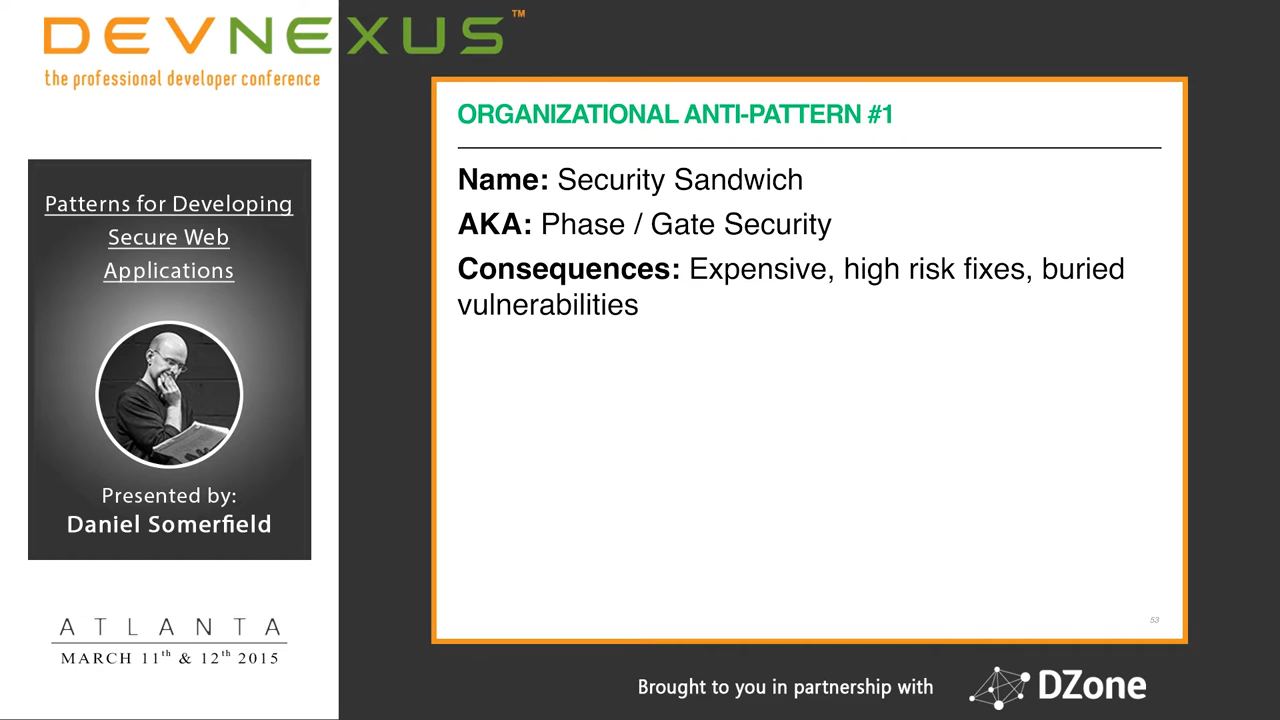 DEVNEXUS™
the professional developer conference
Patterns for Developing
Secure Web
Applications
Presented by:
Daniel Somerfield
ATLANTA
MARCH 11th & 12th 2015
ORGANIZATIONAL ANTI-PATTERN #1
Name: Security Sandwich
AKA: Phase / Gate Security
Consequences: Expensive, high risk fixes, buried
vulnerabilities
53
Brought to you in partnership with
DZone